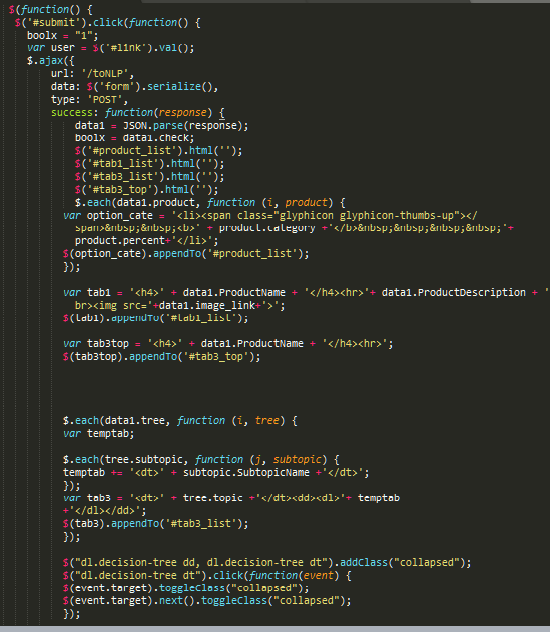 $(function() {
$('#submit').click(function() {
boolx = "1";
var user = $('#link').val();
$.ajax({
url: '/toNLP',
data: $('form').serialize(),
type: 'POST',
success: function(response) {
data1 = JSON.parse(response);
boolx = data1.check;
$('#product_list').html('');
$('#tab1_list').html('');
$('#tab3_list').html('');
$('#tab3_top').html('');
$.each(data1.product, function (i, product) {
var option_cate = '<li><span class="glyphicon glyphicon-thumbs-up"></
span>&nbsp;&nbsp;<b>' + product.category +'</b>&nbsp;&nbsp;&nbsp;&nbsp;'+
product.percent+'</li>';
$(option_cate).appendTo('#product_list');
});
var tab1 = '<h4>' + data1.ProductName + '</h4><hr>'+ data1.ProductDescription + '
br><img src='+data1.image_link+'>';
$(tab1).appendTo('#tab1_list');
var tab3top = '<h4>' + data1.ProductName + '</h4><hr>';
$(tab3top).appendTo('#tab3_top');
$.each(data1.tree, function (i, tree) {
var temptab;
$.each(tree.subtopic, function (j, subtopic) {
temptab += '<dt>' + subtopic.SubtopicName +'</dt>';
});
var tab3 = '<dt>' + tree.topic +'</dt><dd><dl>'+ temptab
+'</dl></dd>';
$(tab3).appendTo('#tab3_list');
});
$("dl.decision-tree dd, dl.decision-tree dt").addClass("collapsed");
$("dl.decision-tree dt").click(function(event) {
$(event.target).toggleClass("collapsed");
$(event.target).next().toggleClass("collapsed");
});